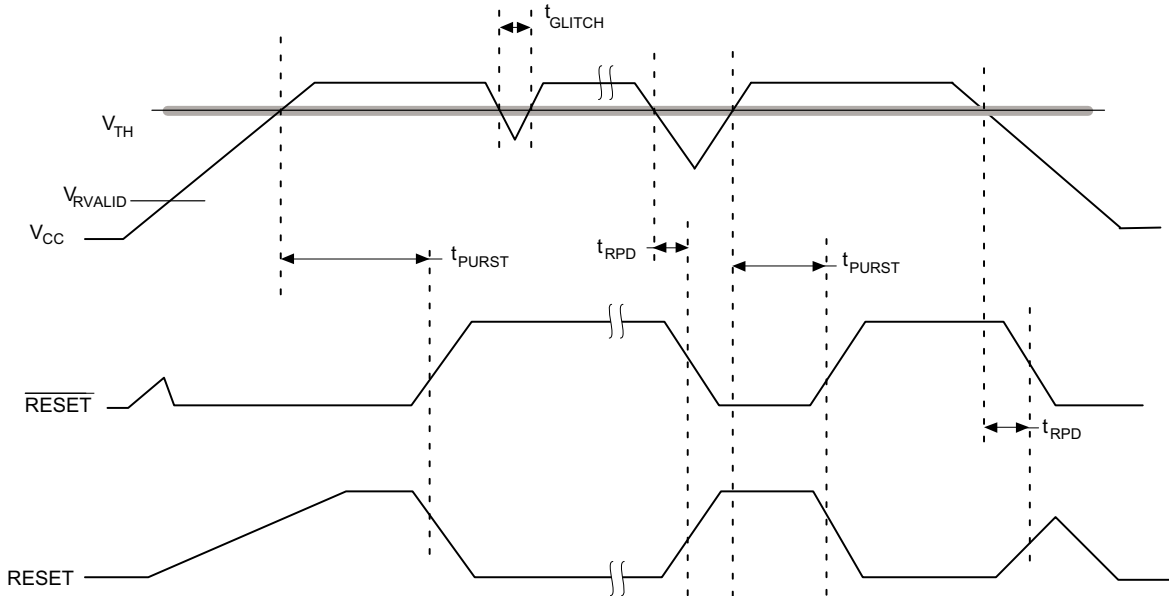 tGLITCH
VTH
VRVALID
VCC
tPURST
tRPD
tPURST
RESET
tRPD
RESET